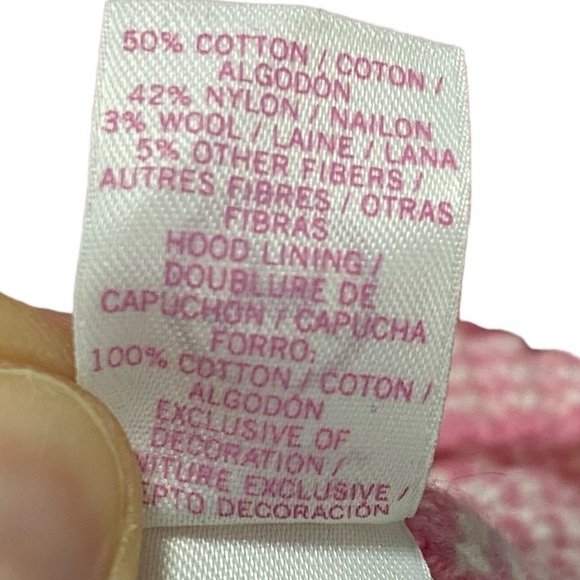 50% COTTON / COTON /
ALGODÓN
42% NYLON / NAILON
3% WOOL / LAINE / LANA
5% OTHER FIBERS /
AUTRES FIBRES / OTRAS
FIBRAS
HOOD LINING /
DOUBLURE DE
CAPUCHON / CAPUCHA
FORRO:
100% COTTON / COTON /
ALGODÓN
EXCLUSIVE OF
DECORATION /
EXCLUSIVE /
DECORACIÓN